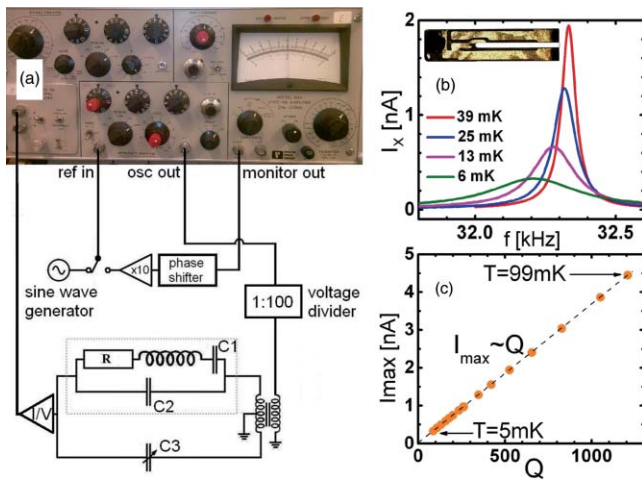 (a)
ref in
osc out
monitor out
x10
phase
shifter
sine wave
generator
1:100
voltage
divider
R
C1
C2
I/V
C3
(b)
2
1
0
I_X [nA]
39 mK
25 mK
13 mK
6 mK
32.0
32.5
f [kHz]
(c)
5
4
3
2
1
0
Imax [nA]
T=99mK
I_max~Q
T=5mK
0
500
1000
Q